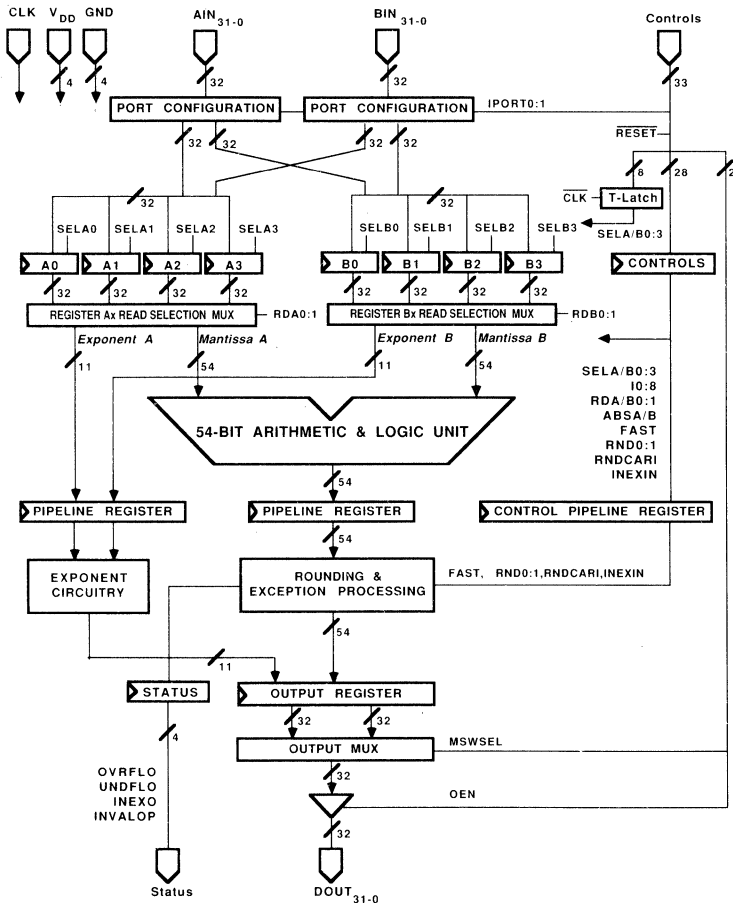 CLK VDD GND AIN31-0 BIN31-0 Controls
4 4 32 32 33
PORT CONFIGURATION PORT CONFIGURATION IPORT0:1
RESET
32 32 32 32
8 28 2
CLK T-Latch
32 32
SELA0 SELA1 SELA2 SELA3 SELB0 SELB1 SELB2 SELB3
SELA/B0:3
A0 A1 A2 A3 B0 B1 B2 B3 CONTROLS
32 32 32 32 32 32 32 32
REGISTER Ax READ SELECTION MUX RDA0:1 REGISTER Bx READ SELECTION MUX RDB0:1
Exponent A Mantissa A Exponent B Mantissa B
11 54 11 54
SELA/B0:3
I0:8
RDA/B0:1
ABSA/B
FAST
RND0:1
RNDCARI
INEXIN
54-BIT ARITHMETIC & LOGIC UNIT
54
PIPELINE REGISTER PIPELINE REGISTER CONTROL PIPELINE REGISTER
54
EXPONENT
CIRCUITRY
ROUNDING &
EXCEPTION PROCESSING
FAST, RND0:1,RNDCARI,INEXIN
54
11
STATUS OUTPUT REGISTER
4 32 32
OUTPUT MUX MSWSEL
32
OVRFLO
UNDFLO
INEXO
INVALOP
OEN
32
Status DOUT31-0